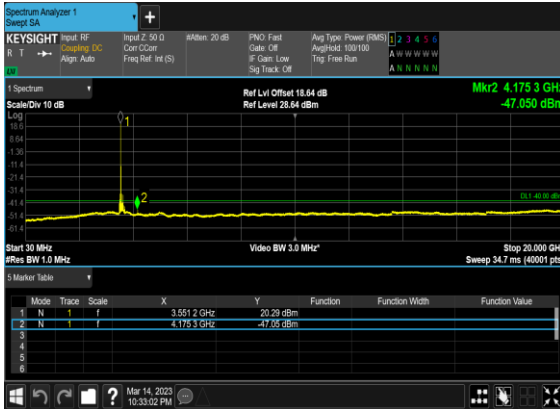 Spectrum Analyzer 1
Swept SA
+
KEYSIGHT Input: RF Input Z: 50 Ω #Atten: 20 dB PNO: Fast Avg Type: Power (RMS) 1 2 3 4 5 6
R T Coupling: DC Corr CCorr Gate: Off Avg|Hold: 100/100 A W W W W W
Align: Auto Freq Ref: Int (S) IF Gain: Low Trig: Free Run
Sig Track: Off A N N N N N
1 Spectrum Ref Lvl Offset 18.64 dB Mkr2 4.175 3 GHz
Scale/Div 10 dB Ref Level 28.64 dBm -47.050 dBm
Log
1
18.6
8.64
-1.36
-11.4
-21.4
-31.4
2 DL1 -40.00 dBm
-41.4
-51.4
-61.4
Start 30 MHz Video BW 3.0 MHz* Stop 20.000 GHz
#Res BW 1.0 MHz Sweep 34.7 ms (40001 pts)
5 Marker Table
Mode Trace Scale X Y Function Function Width Function Value
1 N 1 f 3.551 2 GHz 20.29 dBm
2 N 1 f 4.175 3 GHz -47.05 dBm
3
4
5
6
? Mar 14, 2023
10:33:02 PM